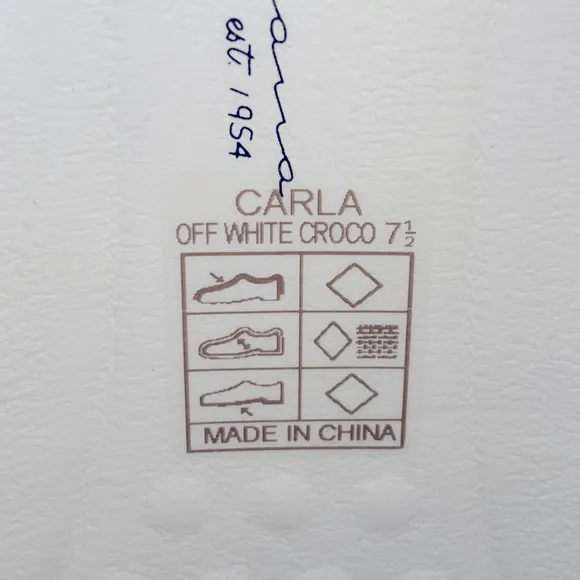 est. 1954
CARLA
OFF WHITE CROCO 7½
MADE IN CHINA